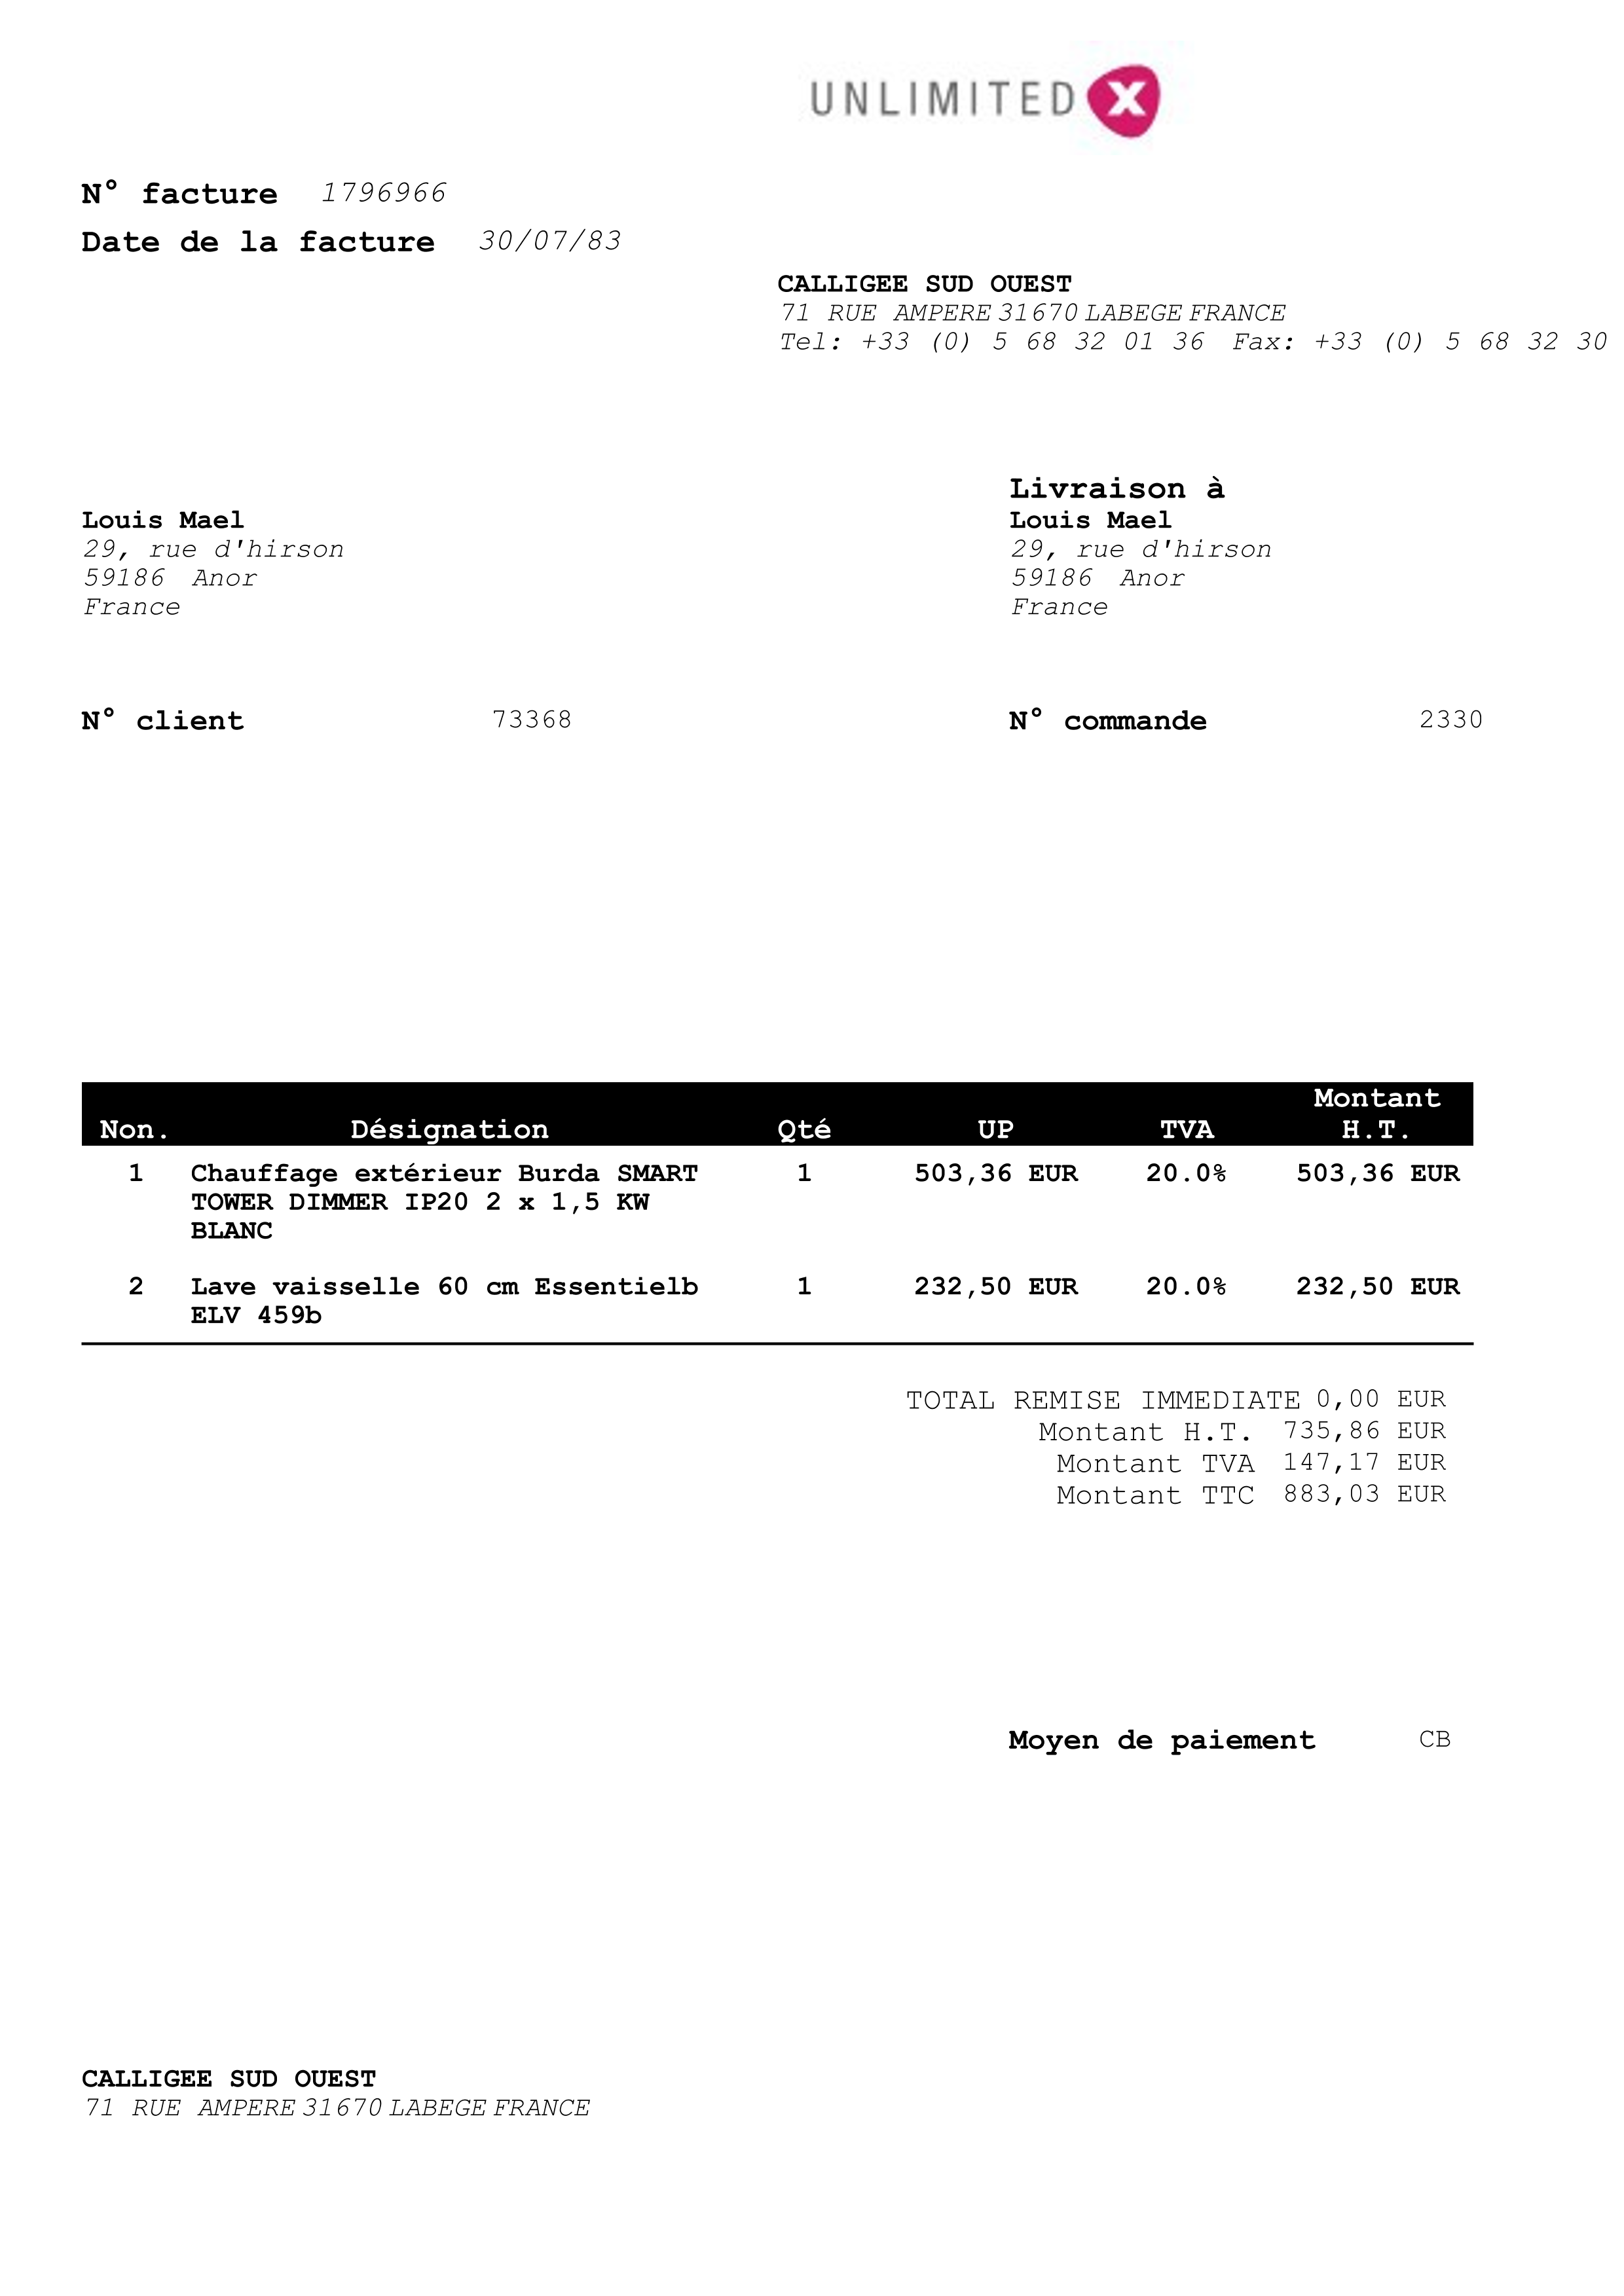 UNLIMITED X
N° facture 1796966
Date de la facture 30/07/83
CALLIGEE SUD OUEST
71 RUE AMPERE 31670 LABEGE FRANCE
Tel: +33 (0) 5 68 32 01 36 Fax: +33 (0) 5 68 32 30
Louis Mael
29, rue d'hirson
59186 Anor
France
Livraison à
Louis Mael
29, rue d'hirson
59186 Anor
France
N° client 73368
N° commande 2330
Non. Désignation Qté UP TVA Montant H.T.
1 Chauffage extérieur Burda SMART 1 503,36 EUR 20.0% 503,36 EUR
TOWER DIMMER IP20 2 x 1,5 KW
BLANC
2 Lave vaisselle 60 cm Essentielb 1 232,50 EUR 20.0% 232,50 EUR
ELV 459b
TOTAL REMISE IMMEDIATE 0,00 EUR
Montant H.T. 735,86 EUR
Montant TVA 147,17 EUR
Montant TTC 883,03 EUR
Moyen de paiement CB
CALLIGEE SUD OUEST
71 RUE AMPERE 31670 LABEGE FRANCE